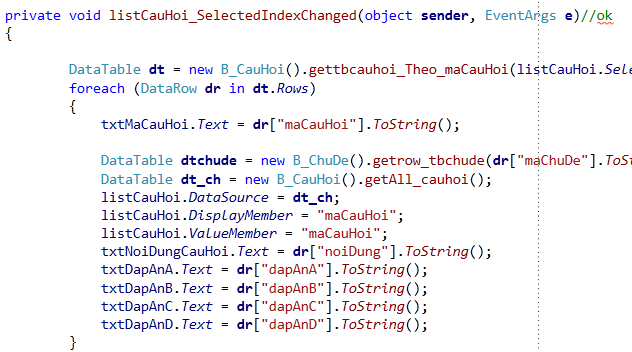 private void listCauHoi_SelectedIndexChanged(object sender, EventArgs e)//ok
{
DataTable dt = new B_CauHoi().gettbcauhoi_Theo_maCauHoi(listCauHoi.Sele
foreach (DataRow dr in dt.Rows)
{
txtMaCauHoi.Text = dr["maCauHoi"].ToString();
DataTable dtchude = new B_ChuDe().getrow_tbchude(dr["maChuDe"].ToS
DataTable dt_ch = new B_CauHoi().getAll_cauhoi();
listCauHoi.DataSource = dt_ch;
listCauHoi.DisplayMember = "maCauHoi";
listCauHoi.ValueMember = "maCauHoi";
txtNoiDungCauHoi.Text = dr["noiDung"].ToString();
txtDapAnA.Text = dr["dapAnA"].ToString();
txtDapAnB.Text = dr["dapAnB"].ToString();
txtDapAnC.Text = dr["dapAnC"].ToString();
txtDapAnD.Text = dr["dapAnD"].ToString();
}